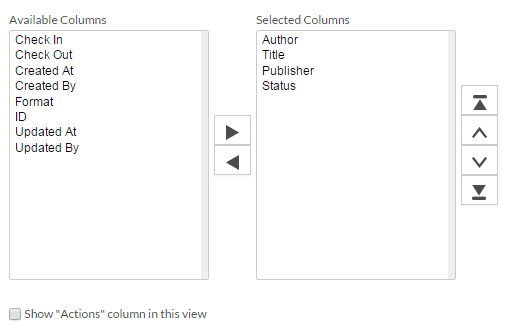 Available Columns
Check In
Check Out
Created At
Created By
Format
ID
Updated At
Updated By
Selected Columns
Author
Title
Publisher
Status
Show "Actions" column in this view